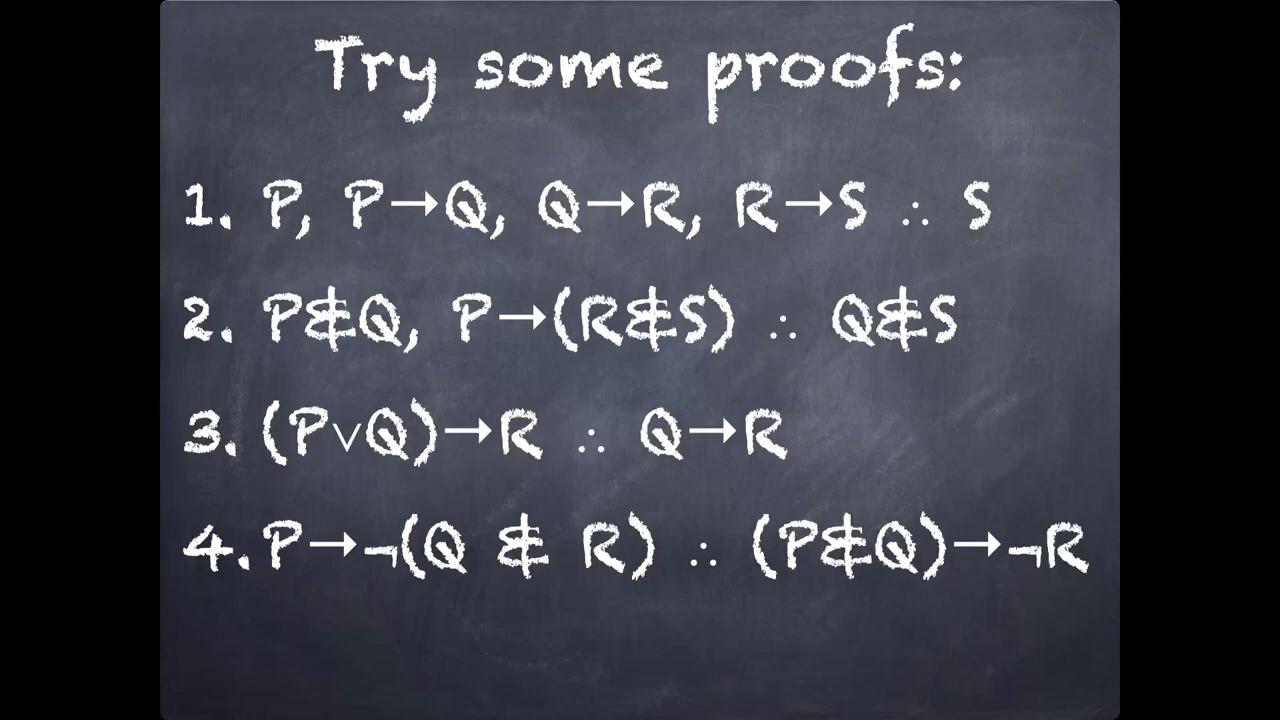 Try some proofs:
1. P, P→Q, Q→R, R→S ∴ S
2. P&Q, P→(R&S) ∴ Q&S
3. (P∨Q)→R ∴ Q→R
4. P→¬(Q & R) ∴ (P&Q)→¬R